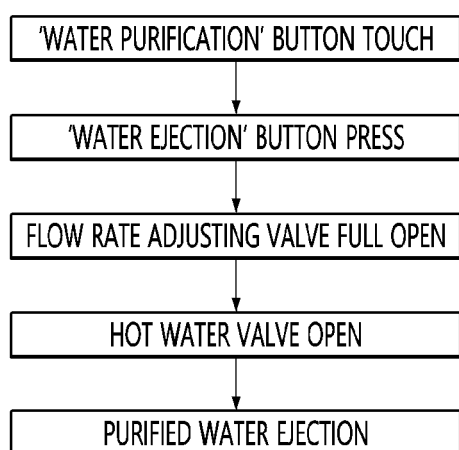 'WATER PURIFICATION' BUTTON TOUCH
'WATER EJECTION' BUTTON PRESS
FLOW RATE ADJUSTING VALVE FULL OPEN
HOT WATER VALVE OPEN
PURIFIED WATER EJECTION